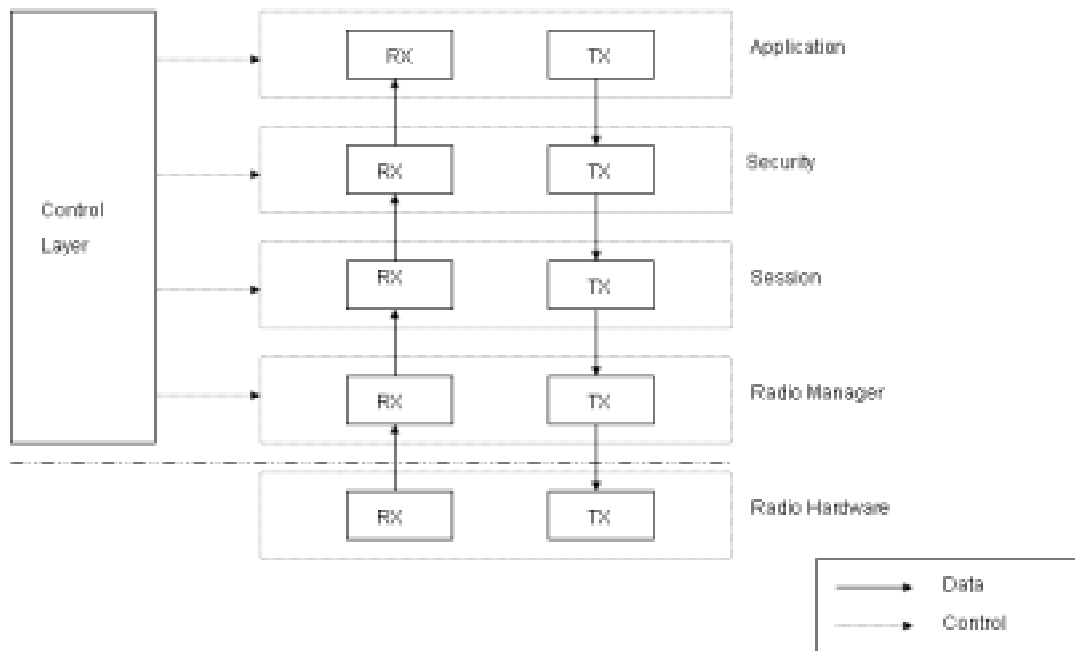 Control
Layer
RX
TX
Application
RX
TX
Security
RX
TX
Session
RX
TX
Radio Manager
RX
TX
Radio Hardware
Data
Control